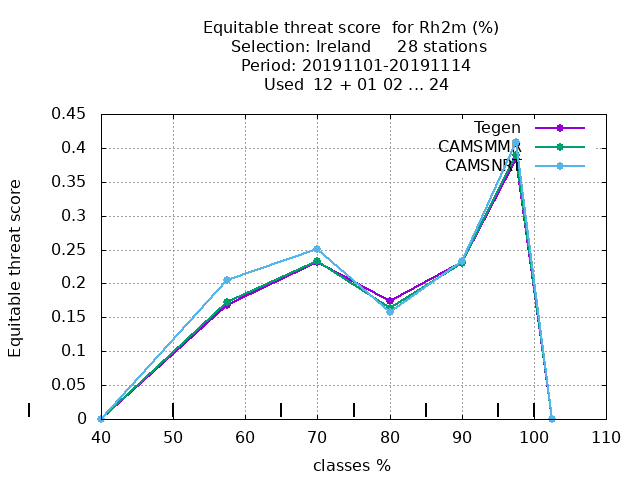 Equitable threat score for Rh2m (%)
Selection: Ireland 28 stations
Period: 20191101-20191114
Used 12 + 01 02 ... 24
Equitable threat score
0.45
0.4
0.35
0.3
0.25
0.2
0.15
0.1
0.05
0
Tegen
40 50 60 70 80 90 100 110
classes %